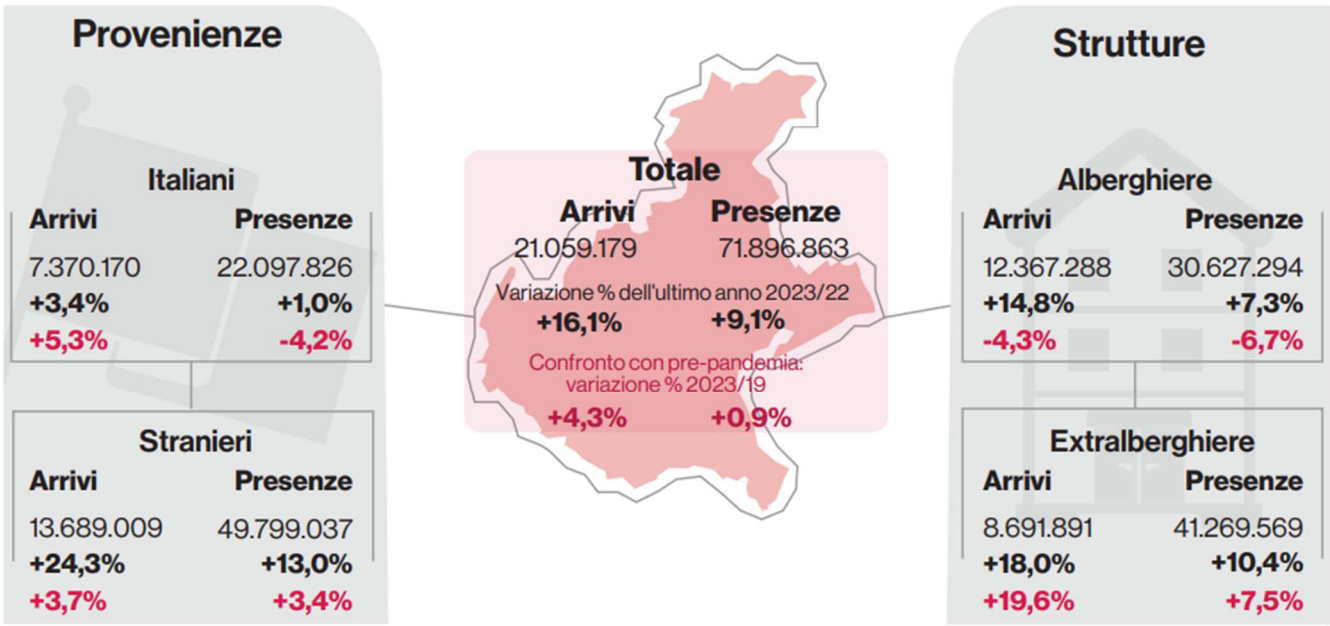 Provenienze
Italiani
Arrivi Presenze
7.370.170 22.097.826
+3,4% +1,0%
+5,3% -4,2%
Stranieri
Arrivi Presenze
13.689.009 49.799.037
+24,3% +13,0%
+3,7% +3,4%
Totale
Arrivi Presenze
21.059.179 71.896.863
Variazione % dell'ultimo anno 2023/22
+16,1% +9,1%
Confronto con pre-pandemia:
variazione % 2023/19
+4,3% +0,9%
Strutture
Alberghiere
Arrivi Presenze
12.367.288 30.627.294
+14,8% +7,3%
-4,3% -6,7%
Extralberghiere
Arrivi Presenze
8.691.891 41.269.569
+18,0% +10,4%
+19,6% +7,5%